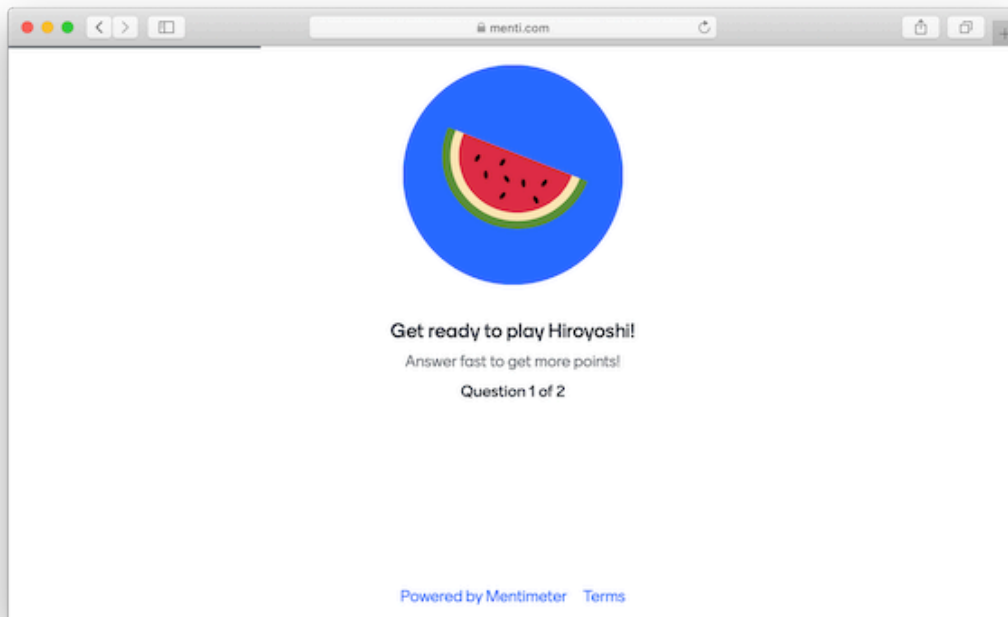 menti.com
Get ready to play Hiroyoshi!
Answer fast to get more points!
Question 1 of 2
Powered by Mentimeter Terms